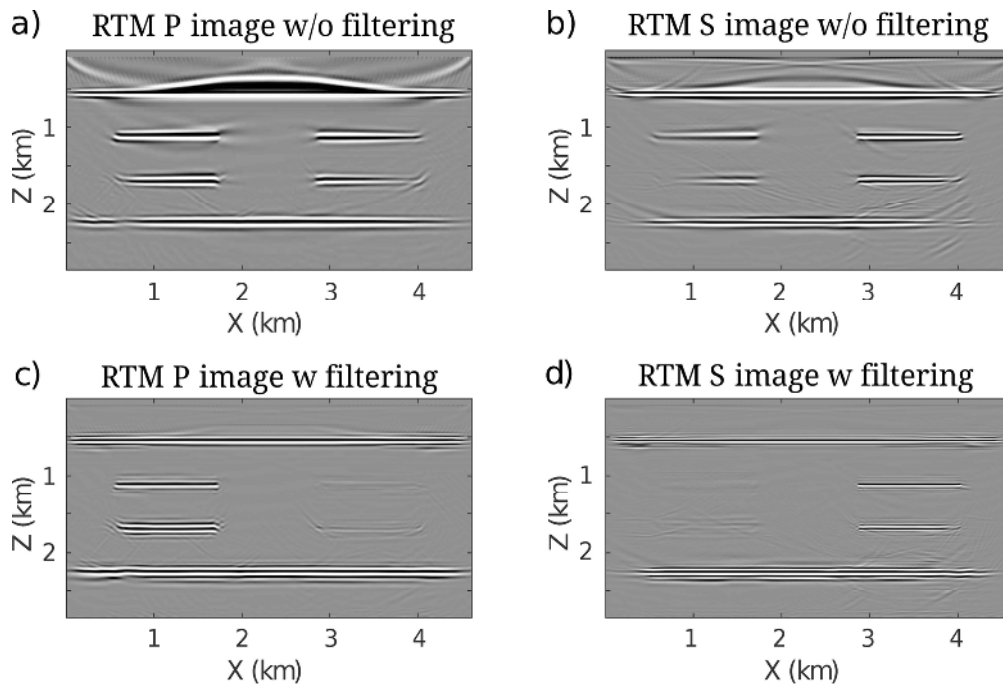 a) RTM P image w/o filtering
b) RTM S image w/o filtering
Z (km)
1
2
1 2 3 4
X (km)
Z (km)
1
2
1 2 3 4
X (km)
c) RTM P image w filtering
d) RTM S image w filtering
Z (km)
1
2
1 2 3 4
X (km)
Z (km)
1
2
1 2 3 4
X (km)